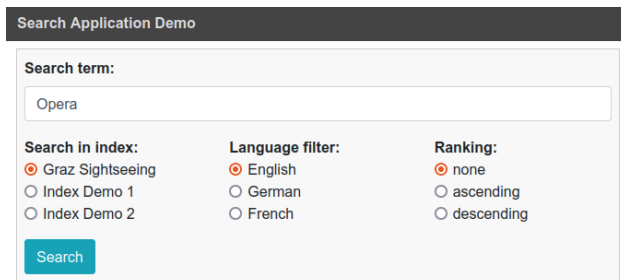 Search Application Demo
Search term:
Opera
Search in index: Language filter: Ranking:
Graz Sightseeing English none
Index Demo 1 German ascending
Index Demo 2 French descending
Search